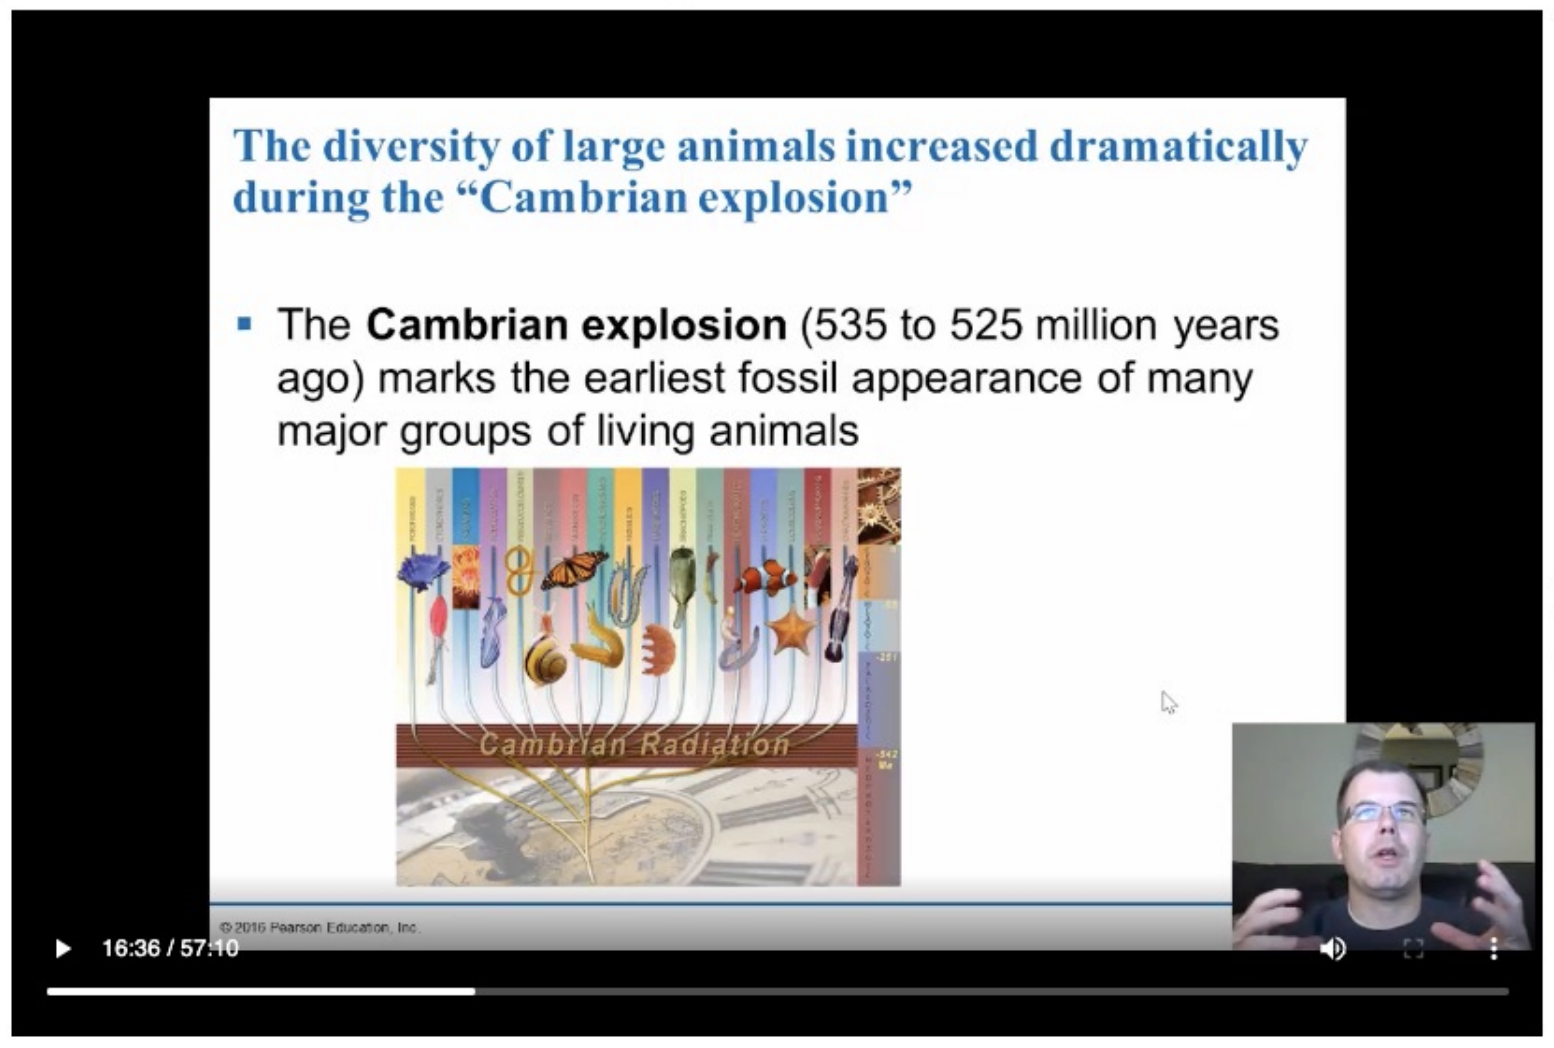 The diversity of large animals increased dramatically
during the “Cambrian explosion”
▪ The Cambrian explosion (535 to 525 million years
ago) marks the earliest fossil appearance of many
major groups of living animals
Cambrian Radiation
-251
-542
Ma
© 2016 Pearson Education, Inc.
16:36 / 57:10